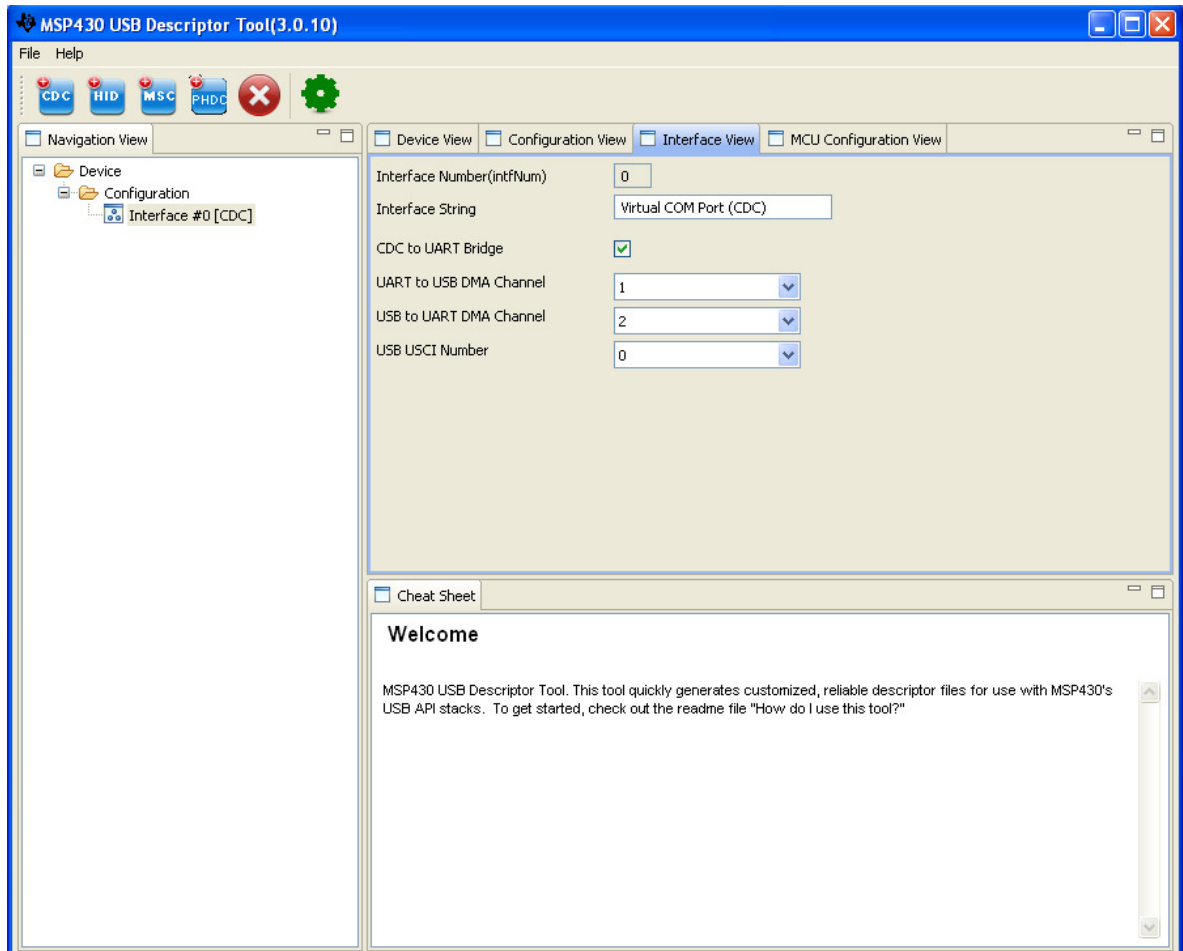 MSP430 USB Descriptor Tool(3.0.10)
File Help
CDC HID MSC PHDC
Navigation View
Device
Configuration
Interface #0 [CDC]
Device View Configuration View Interface View MCU Configuration View
Interface Number(intfNum) 0
Interface String Virtual COM Port (CDC)
CDC to UART Bridge
UART to USB DMA Channel 1
USB to UART DMA Channel 2
USB USCI Number 0
Cheat Sheet
Welcome
MSP430 USB Descriptor Tool. This tool quickly generates customized, reliable descriptor files for use with MSP430's
USB API stacks. To get started, check out the readme file "How do I use this tool?"